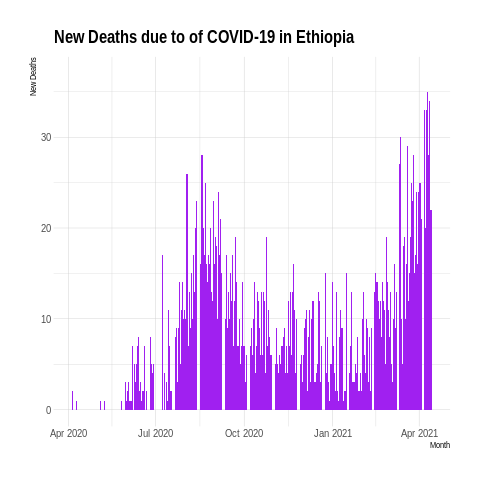 New Deaths due to of COVID-19 in Ethiopia
New Deaths
30
20
10
0
Apr 2020 Jul 2020 Oct 2020 Jan 2021 Apr 2021
Month